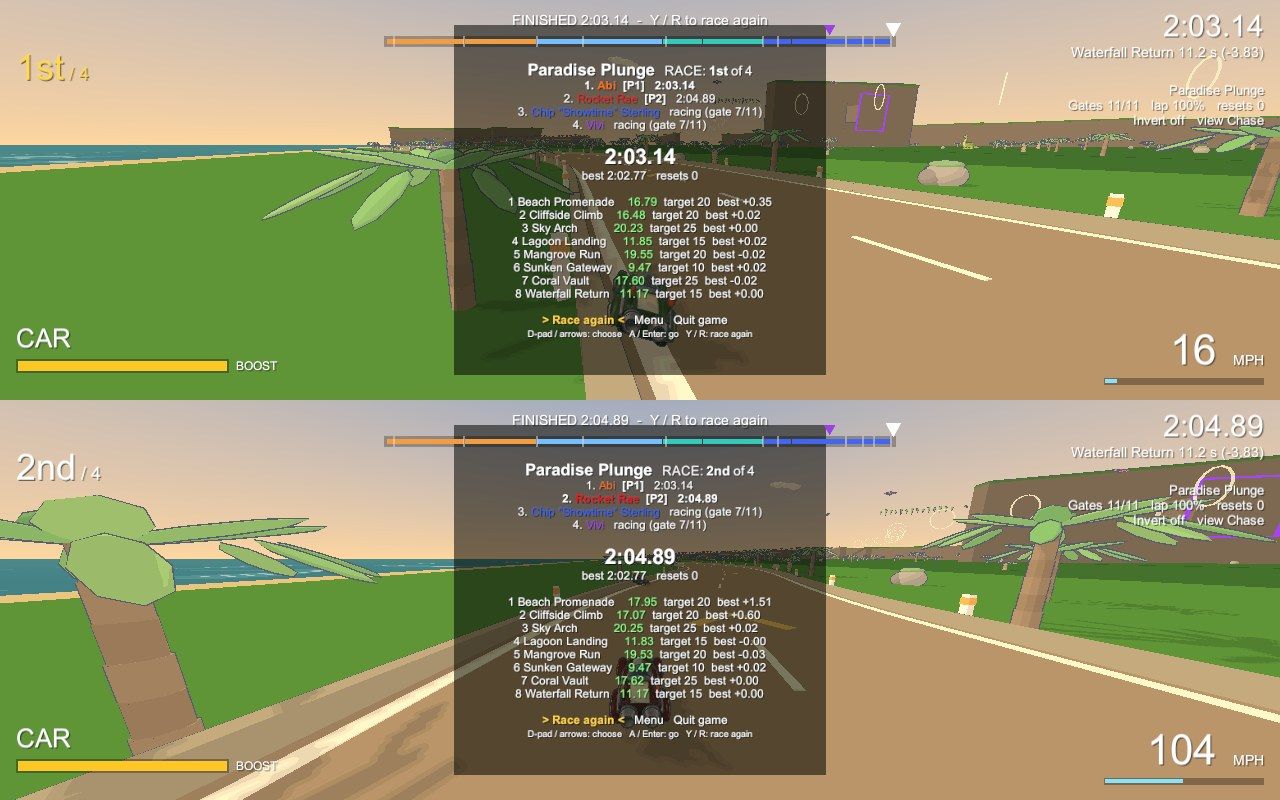 FINISHED 2:03.14 - Y / R to race again
2:03.14
Waterfall Return 11.2 s (-3.83)
1st / 4
Paradise Plunge
Gates 11/11 lap 100% resets 0
Invert off view Chase
Paradise Plunge RACE: 1st of 4
1. Abi [P1] 2:03.14
2. Rocket Rae [P2] 2:04.89
3. Chip "Showtime" Sterling racing (gate 7/11)
4. Vivi racing (gate 7/11)
2:03.14
best 2:02.77 resets 0
1 Beach Promenade 16.79 target 20 best +0.35
2 Cliffside Climb 16.48 target 20 best +0.02
3 Sky Arch 20.23 target 25 best +0.00
4 Lagoon Landing 11.85 target 15 best +0.02
5 Mangrove Run 19.55 target 20 best -0.02
6 Sunken Gateway 9.47 target 10 best +0.02
7 Coral Vault 17.60 target 25 best -0.02
8 Waterfall Return 11.17 target 15 best +0.00
> Race again < Menu Quit game
D-pad / arrows: choose A / Enter: go Y / R: race again
CAR
BOOST
16 MPH
FINISHED 2:04.89 - Y / R to race again
2:04.89
Waterfall Return 11.2 s (-3.83)
2nd / 4
Paradise Plunge
Gates 11/11 lap 100% resets 0
Invert off view Chase
Paradise Plunge RACE: 2nd of 4
1. Abi [P1] 2:03.14
2. Rocket Rae [P2] 2:04.89
3. Chip "Showtime" Sterling racing (gate 7/11)
4. Vivi racing (gate 7/11)
2:04.89
best 2:02.77 resets 0
1 Beach Promenade 17.95 target 20 best +1.51
2 Cliffside Climb 17.07 target 20 best +0.60
3 Sky Arch 20.25 target 25 best +0.02
4 Lagoon Landing 11.83 target 15 best -0.00
5 Mangrove Run 19.53 target 20 best -0.03
6 Sunken Gateway 9.47 target 10 best +0.02
7 Coral Vault 17.62 target 25 best +0.00
8 Waterfall Return 11.17 target 15 best +0.00
> Race again < Menu Quit game
D-pad / arrows: choose A / Enter: go Y / R: race again
CAR
BOOST
104 MPH